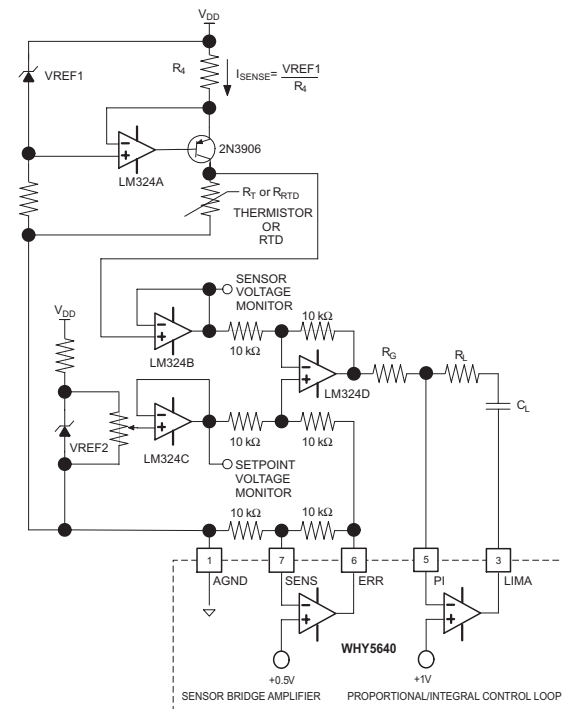 VDD
VREF1
R4
ISENSE= VREF1
R4
2N3906
LM324A
RT or RRTD
THERMISTOR
OR
RTD
SENSOR
VOLTAGE
MONITOR
VDD
10 kΩ
10 kΩ
LM324B
LM324D
RG
RL
CL
10 kΩ
10 kΩ
VREF2
LM324C
SETPOINT
VOLTAGE
MONITOR
10 kΩ
10 kΩ
1
7
6
5
3
AGND
SENS
ERR
PI
LIMA
WHY5640
+0.5V
+1V
SENSOR BRIDGE AMPLIFIER
PROPORTIONAL/INTEGRAL CONTROL LOOP